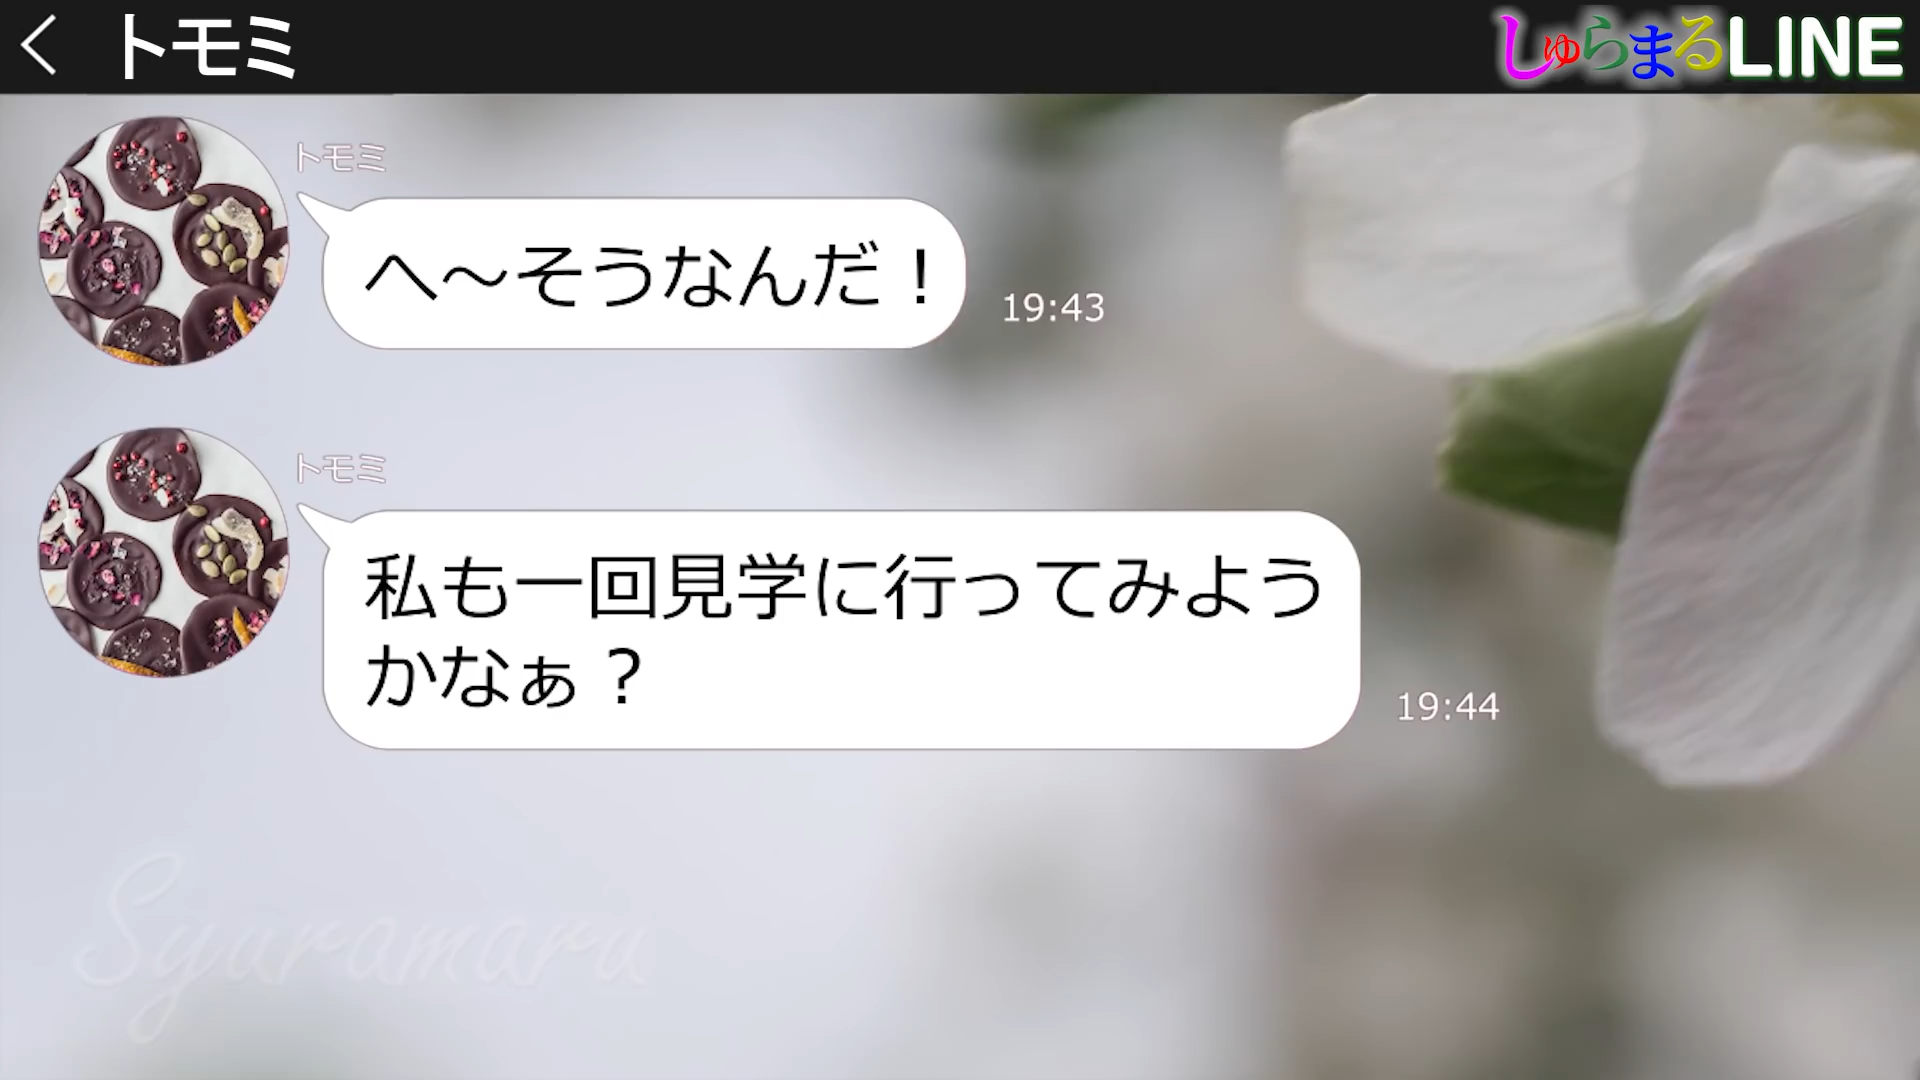 トモミ
しゅらまるLINE
トモミ
へ～そうなんだ！
19:43
トモミ
私も一回見学に行ってみよう
かなぁ？
19:44
Syuramaru